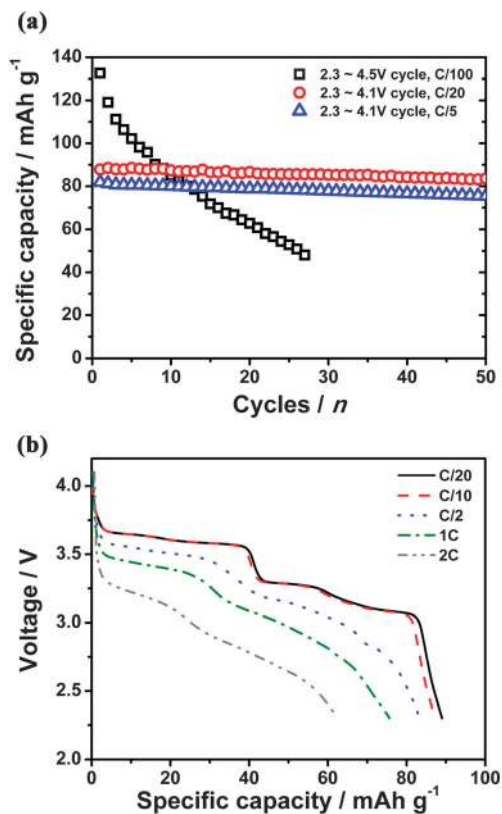 (a)
140
120
100
80
60
40
20
0
Specific capacity / mAh g⁻¹
2.3 ~ 4.5V cycle, C/100
2.3 ~ 4.1V cycle, C/20
2.3 ~ 4.1V cycle, C/5
0 10 20 30 40 50
Cycles / n
(b)
4.0
3.5
3.0
2.5
2.0
Voltage / V
C/20
C/10
C/2
1C
2C
0 20 40 60 80 100
Specific capacity / mAh g⁻¹